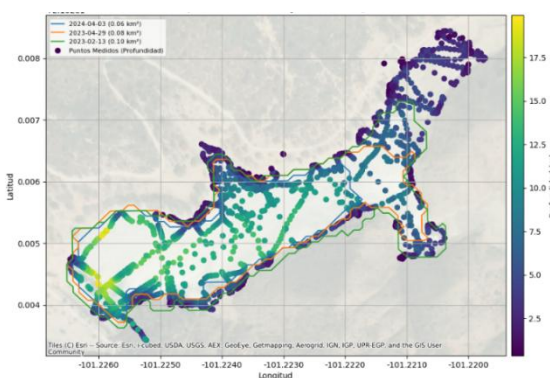 2024-04-03 (0.06 km²)
2023-04-29 (0.08 km²)
2023-02-13 (0.10 km²)
Puntos Medidos (Profundidad)
0.008
0.007
0.006
0.005
0.004
Latitud
17.5
15.0
12.5
10.0
7.5
5.0
2.5
Tiles (C) Esri -- Source: Esri, i-cubed, USDA, USGS, AEX, GeoEye, Getmapping, Aerogrid, IGN, IGP, UPR-EGP, and the GIS User
Community
-101.2260 -101.2250 -101.2240 -101.2230 -101.2220 -101.2210 -101.2200
Longitud